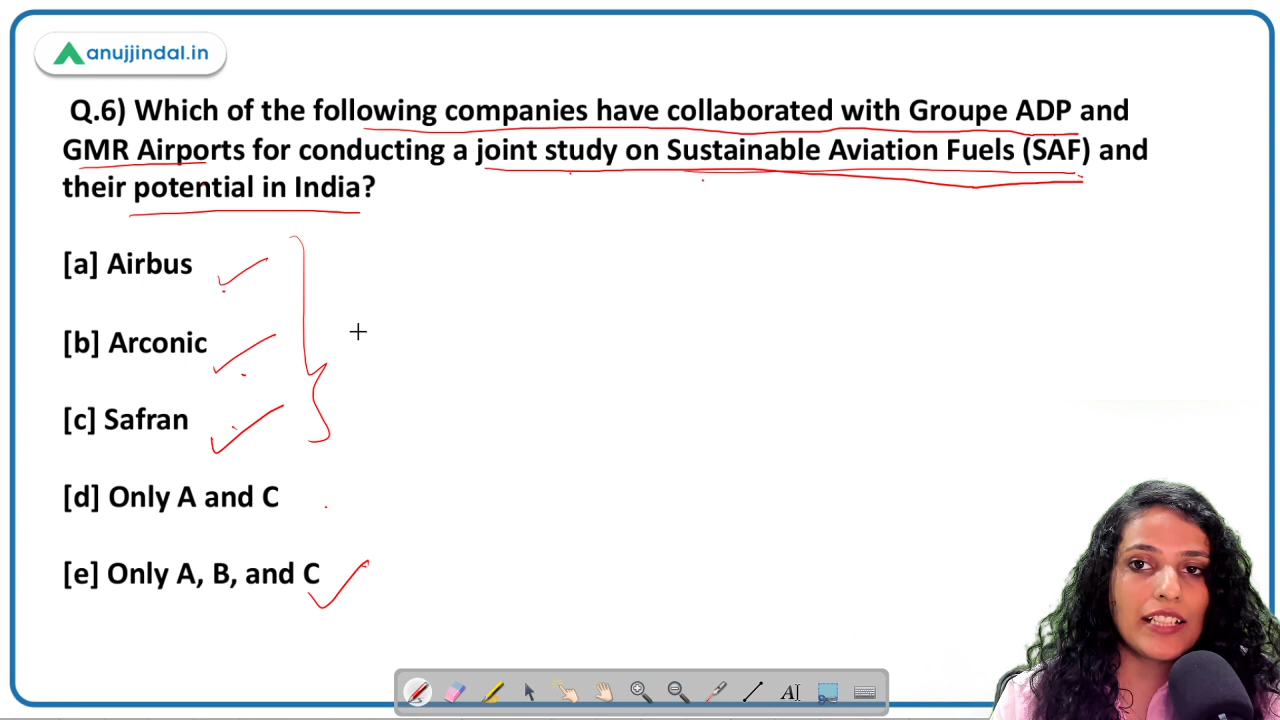 anujjindal.in
Q.6) Which of the following companies have collaborated with Groupe ADP and
GMR Airports for conducting a joint study on Sustainable Aviation Fuels (SAF) and
their potential in India?
[a] Airbus
[b] Arconic
[c] Safran
[d] Only A and C
[e] Only A, B, and C
AI